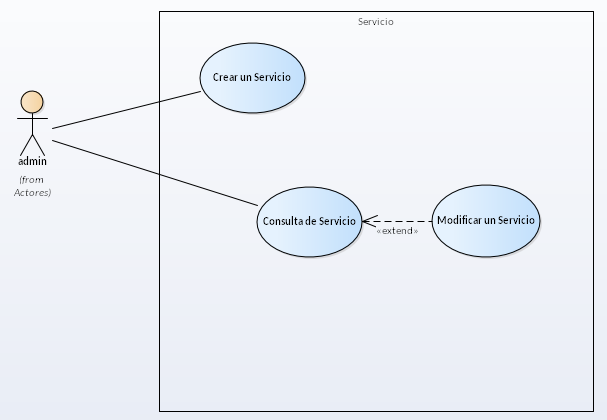 Servicio
Crear un Servicio
admin
(from
Actores)
Consulta de Servicio
«extend»
Modificar un Servicio